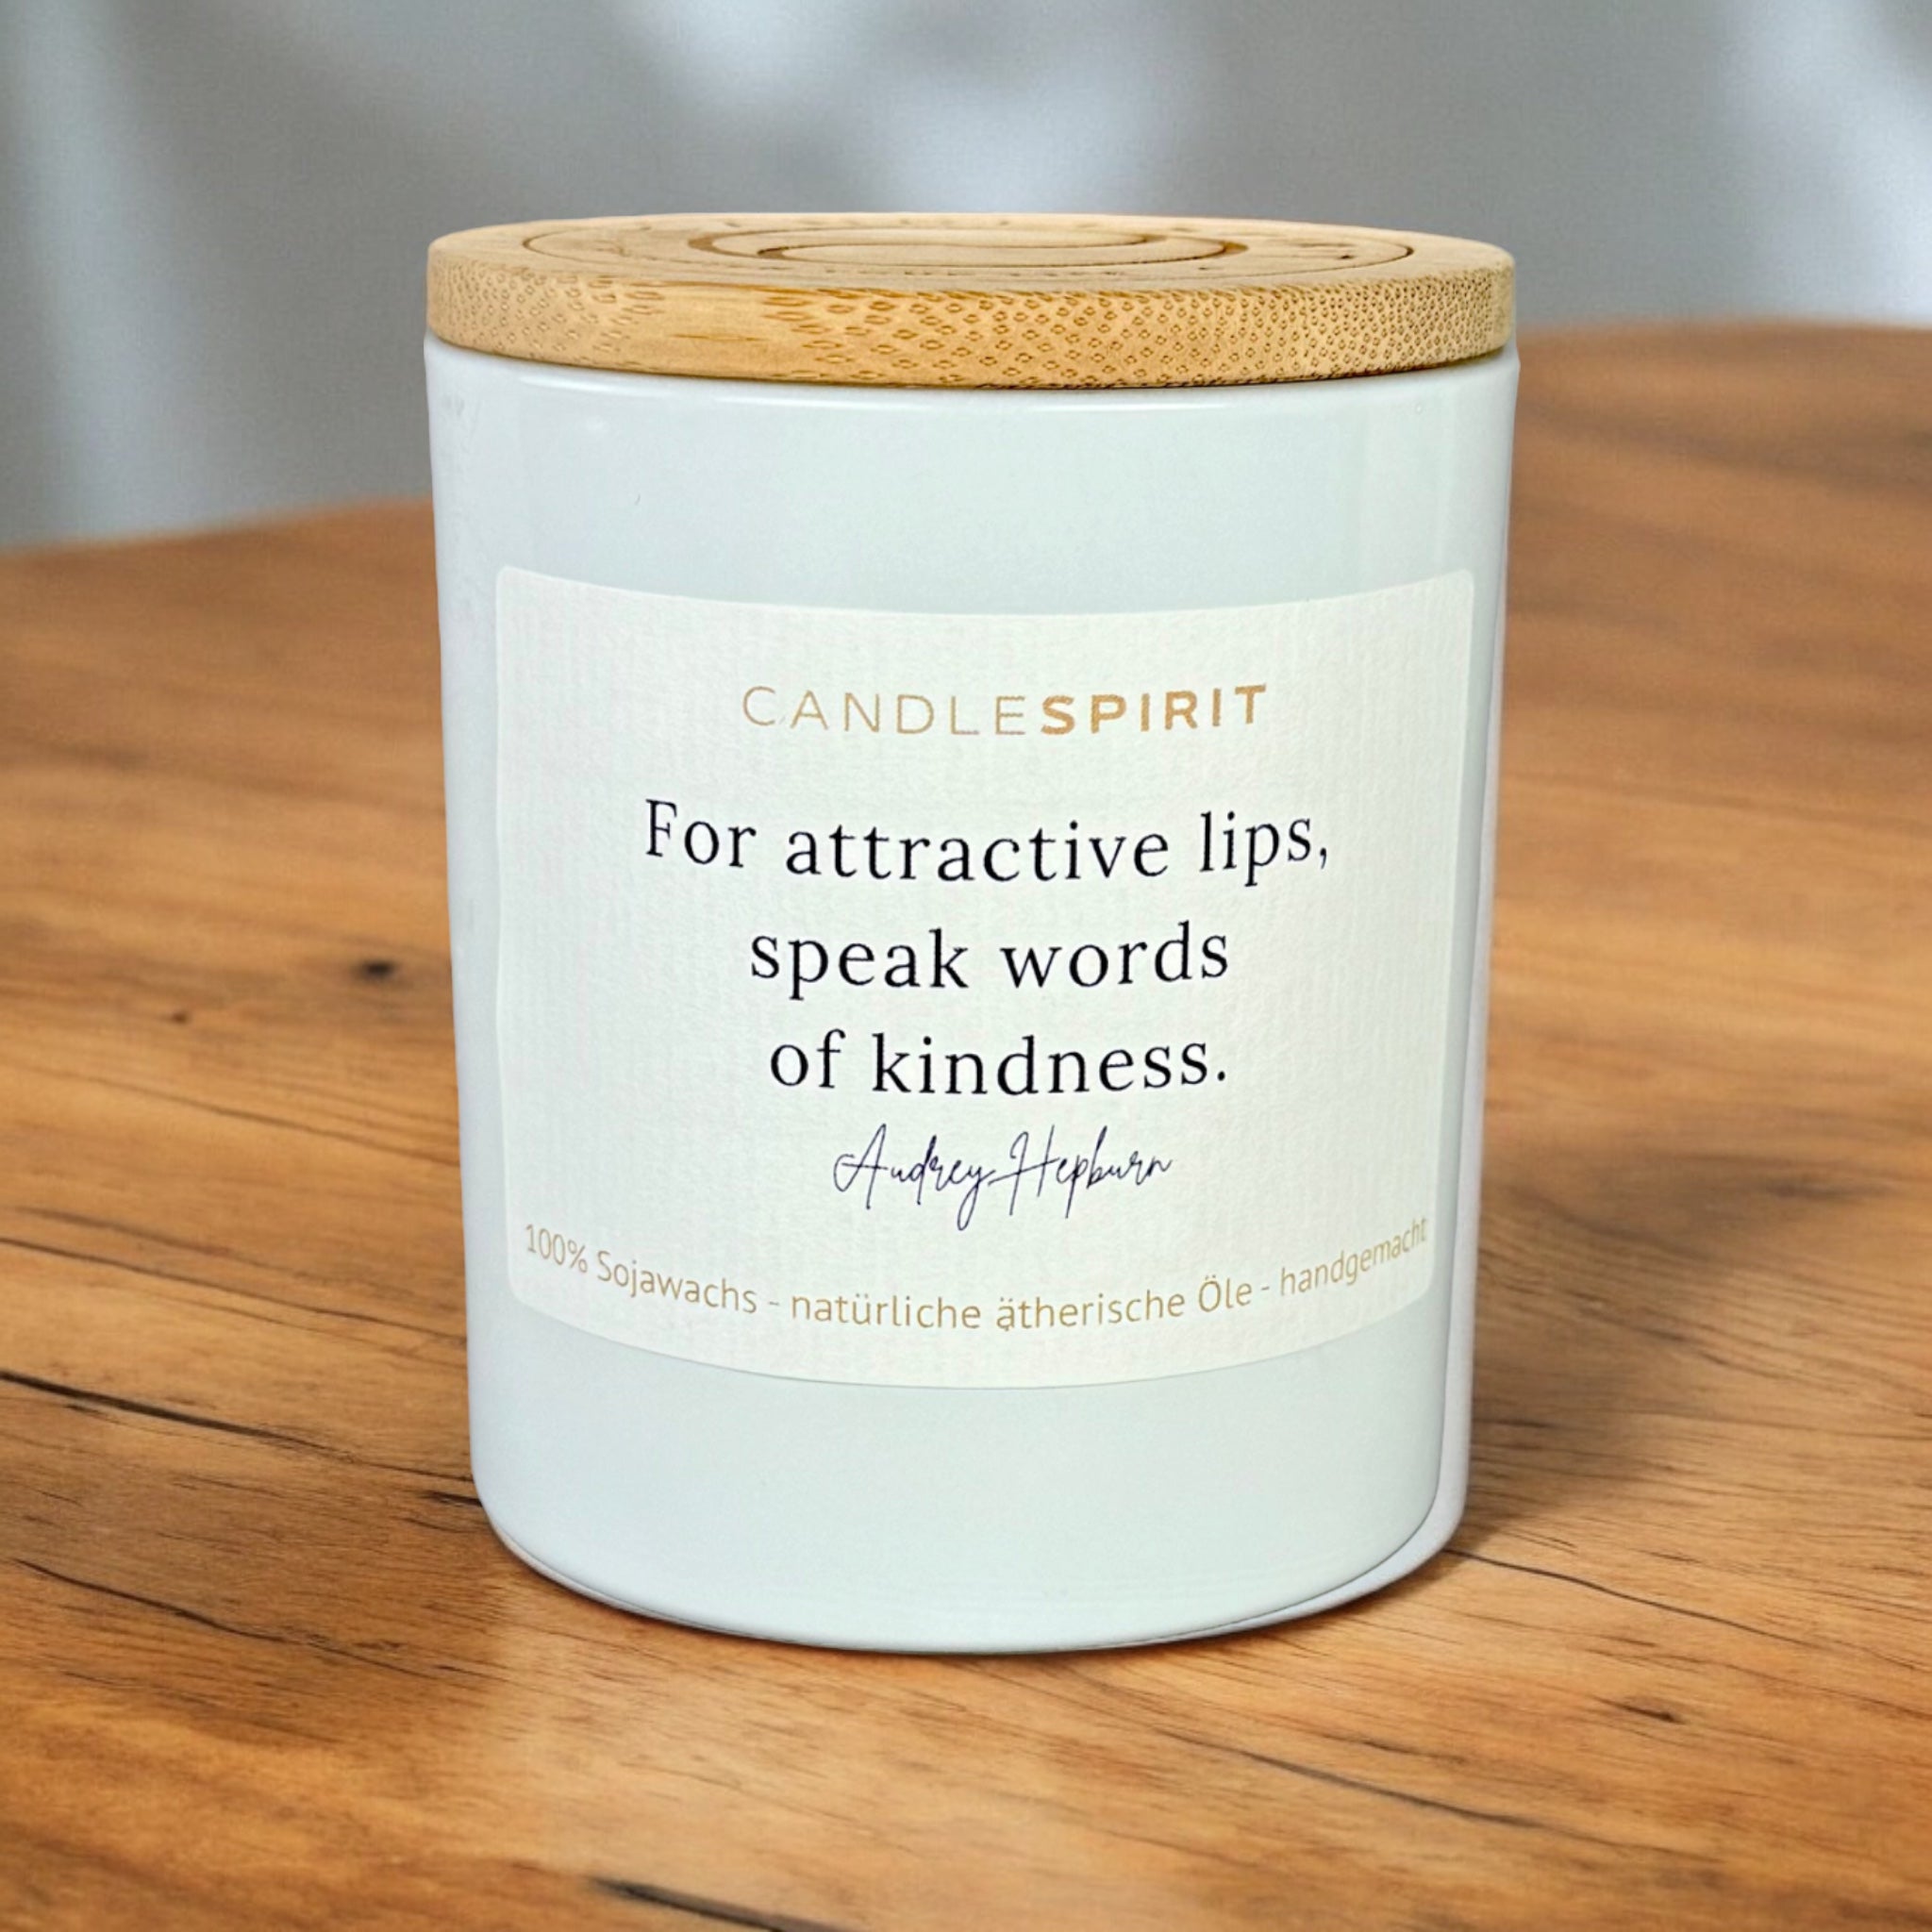 CANDLESPIRIT
For attractive lips,
speak words
of kindness.
Audrey Hepburn
100% Sojawachs - natürliche ätherische Öle - handgemacht